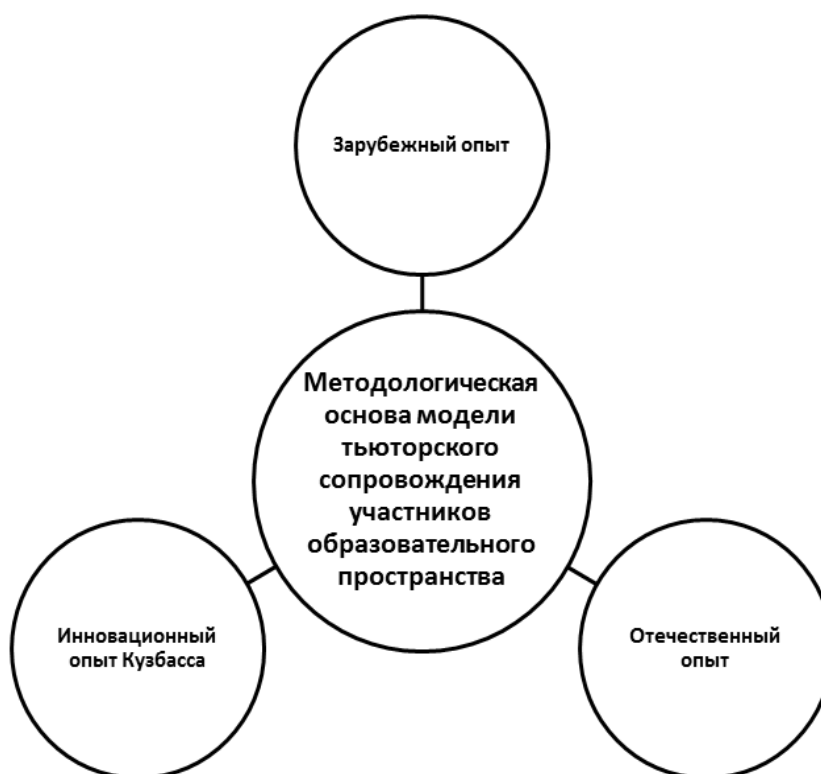 Зарубежный опыт
Методологическая
основа модели
тьюторского
сопровождения
участников
образовательного
пространства
Инновационный
опыт Кузбасса
Отечественный
опыт